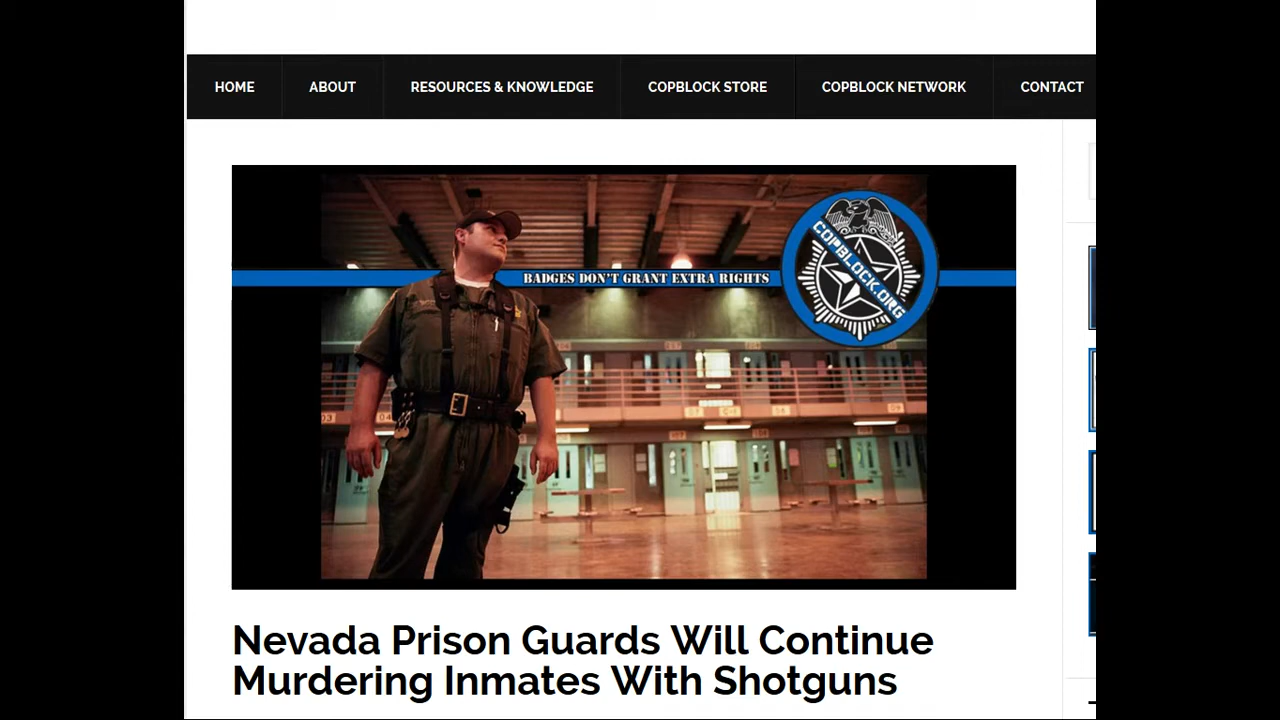 HOME ABOUT RESOURCES & KNOWLEDGE COPBLOCK STORE COPBLOCK NETWORK CONTACT
BADGES DON'T GRANT EXTRA RIGHTS
COPBLOCK.ORG
Nevada Prison Guards Will Continue
Murdering Inmates With Shotguns